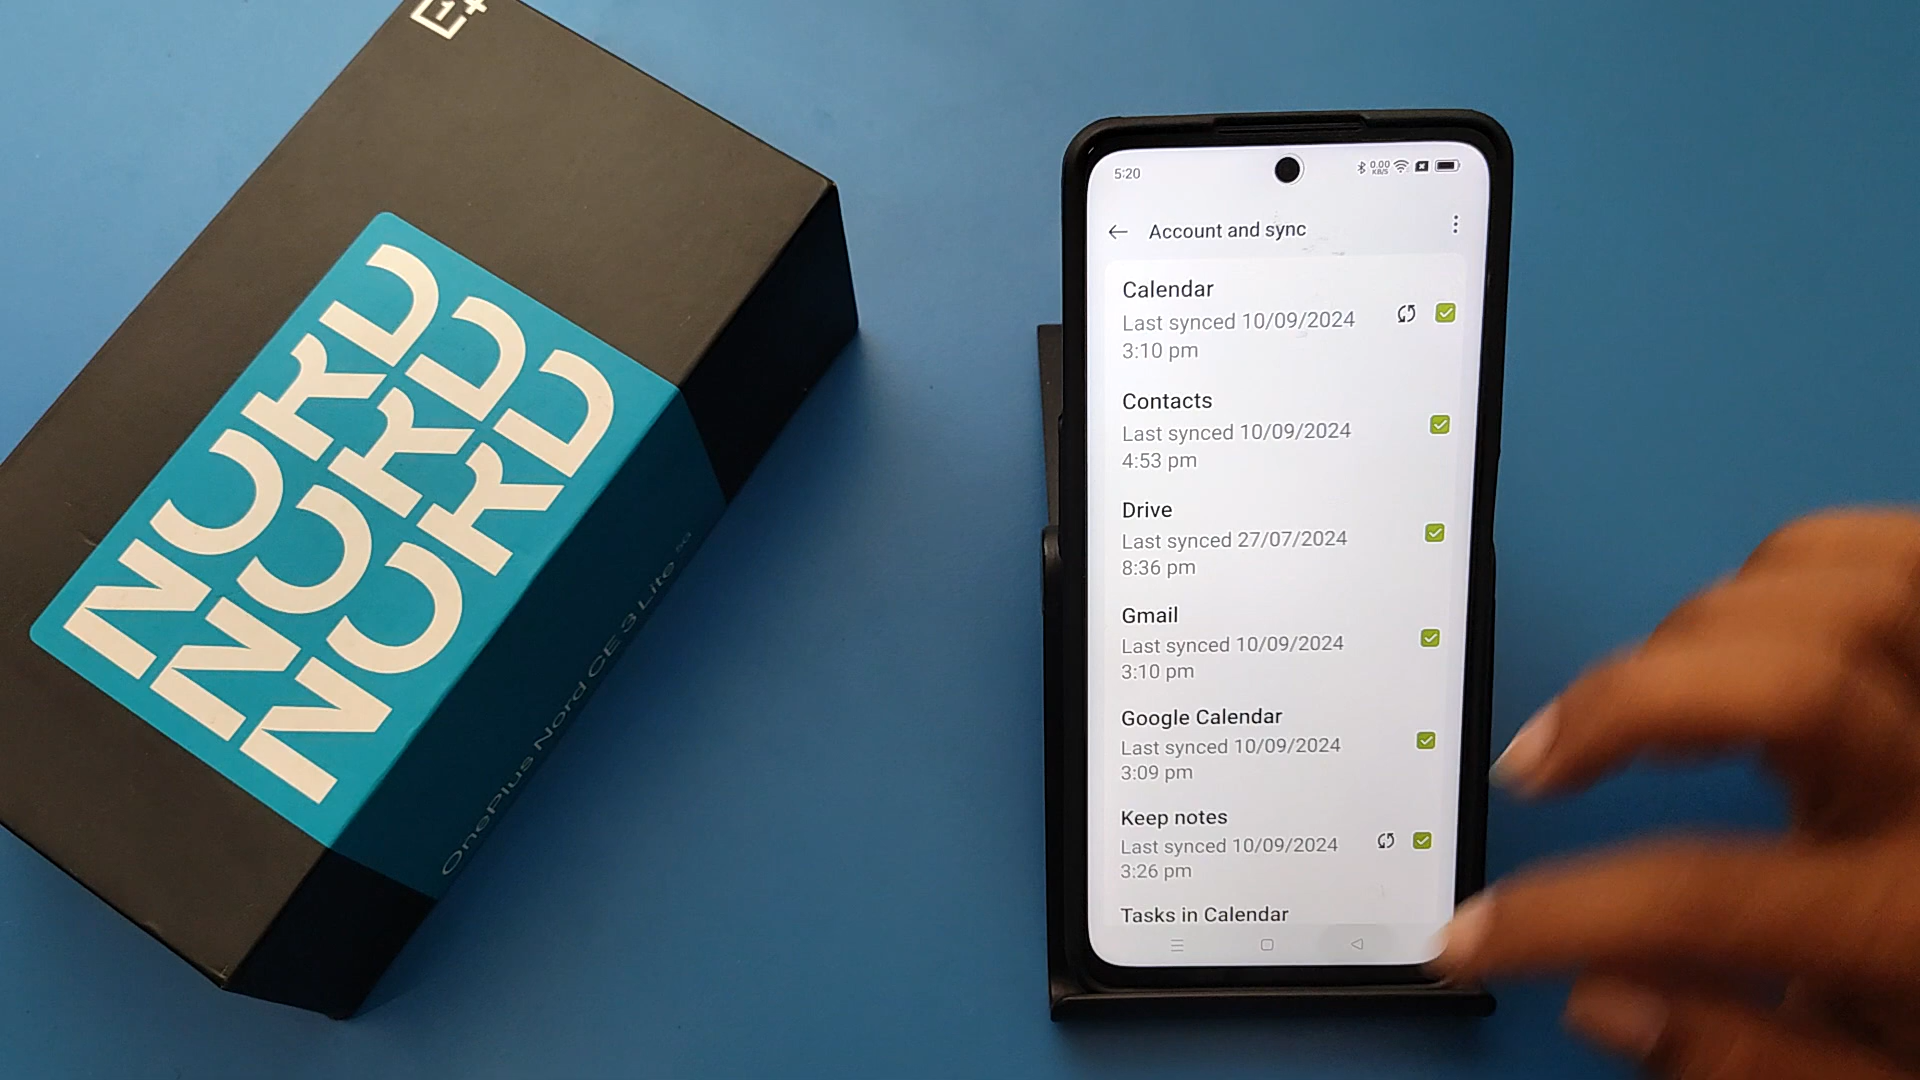 NORD
NORD
NORD
OnePlus Nord CE 3 Lite 5G
5:20
0.00
KB/S
Account and sync
Calendar
Last synced 10/09/2024
3:10 pm
Contacts
Last synced 10/09/2024
4:53 pm
Drive
Last synced 27/07/2024
8:36 pm
Gmail
Last synced 10/09/2024
3:10 pm
Google Calendar
Last synced 10/09/2024
3:09 pm
Keep notes
Last synced 10/09/2024
3:26 pm
Tasks in Calendar